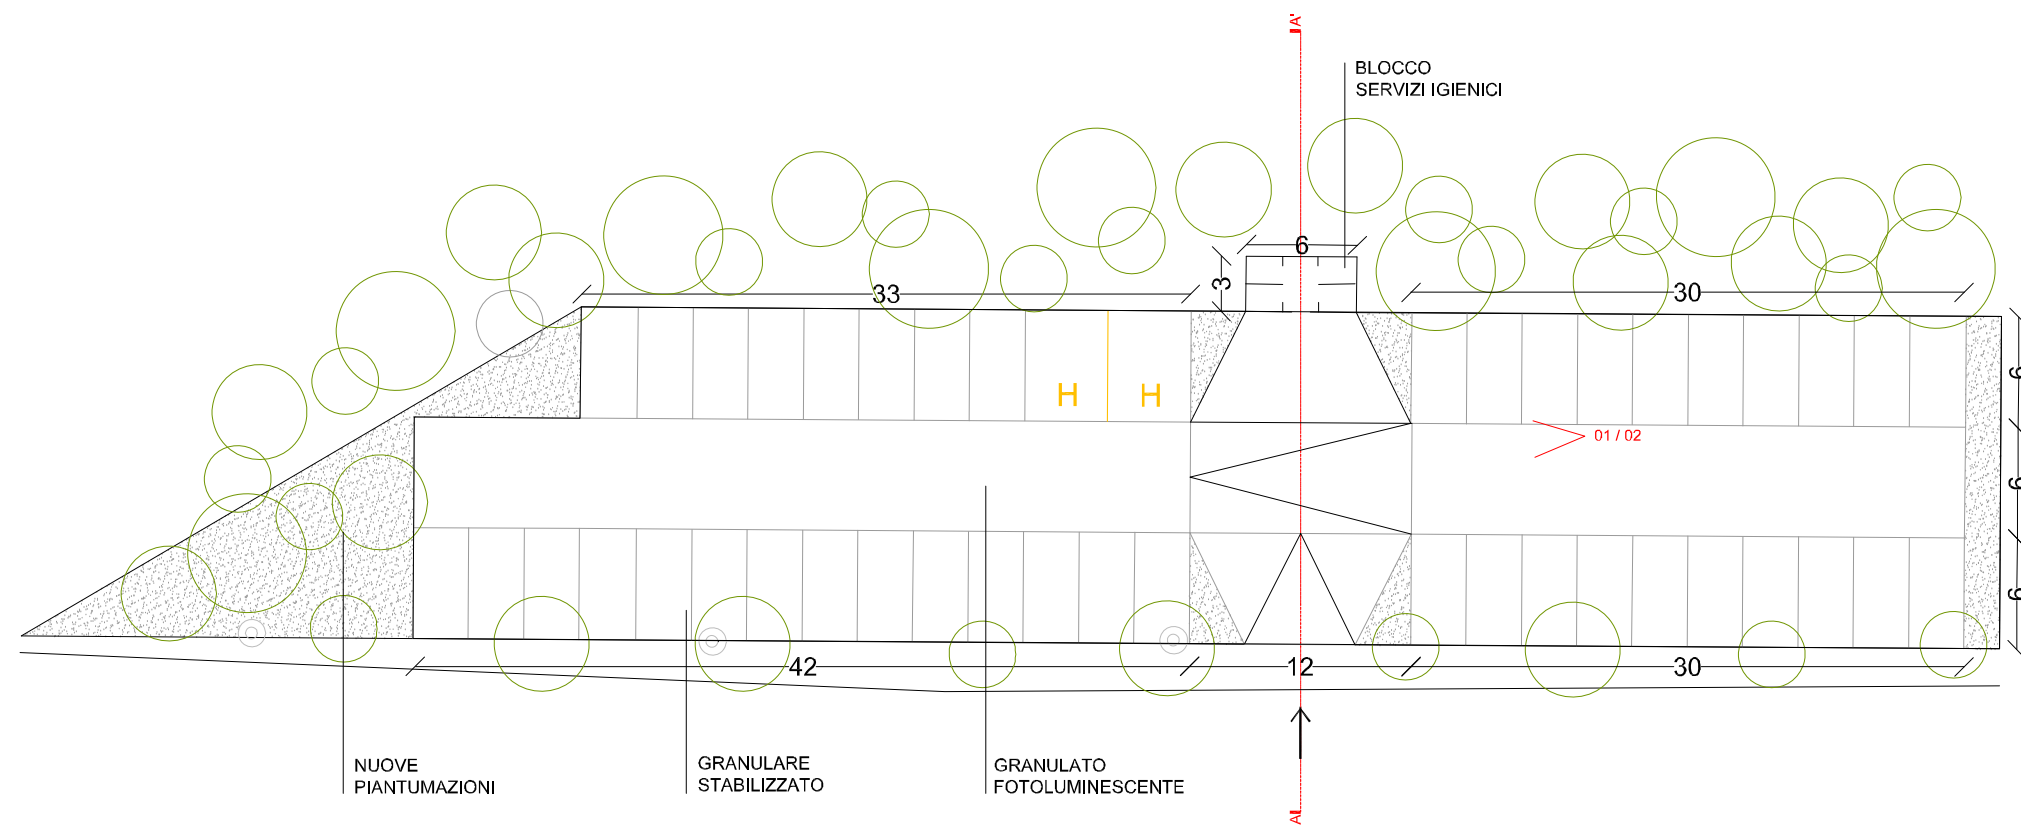 A'
BLOCCO
SERVIZI IGIENICI
6
3
33
30
6
H
H
01 / 02
6
6
42
12
30
NUOVE
PIANTUMAZIONI
GRANULARE
STABILIZZATO
GRANULATO
FOTOLUMINESCENTE
A